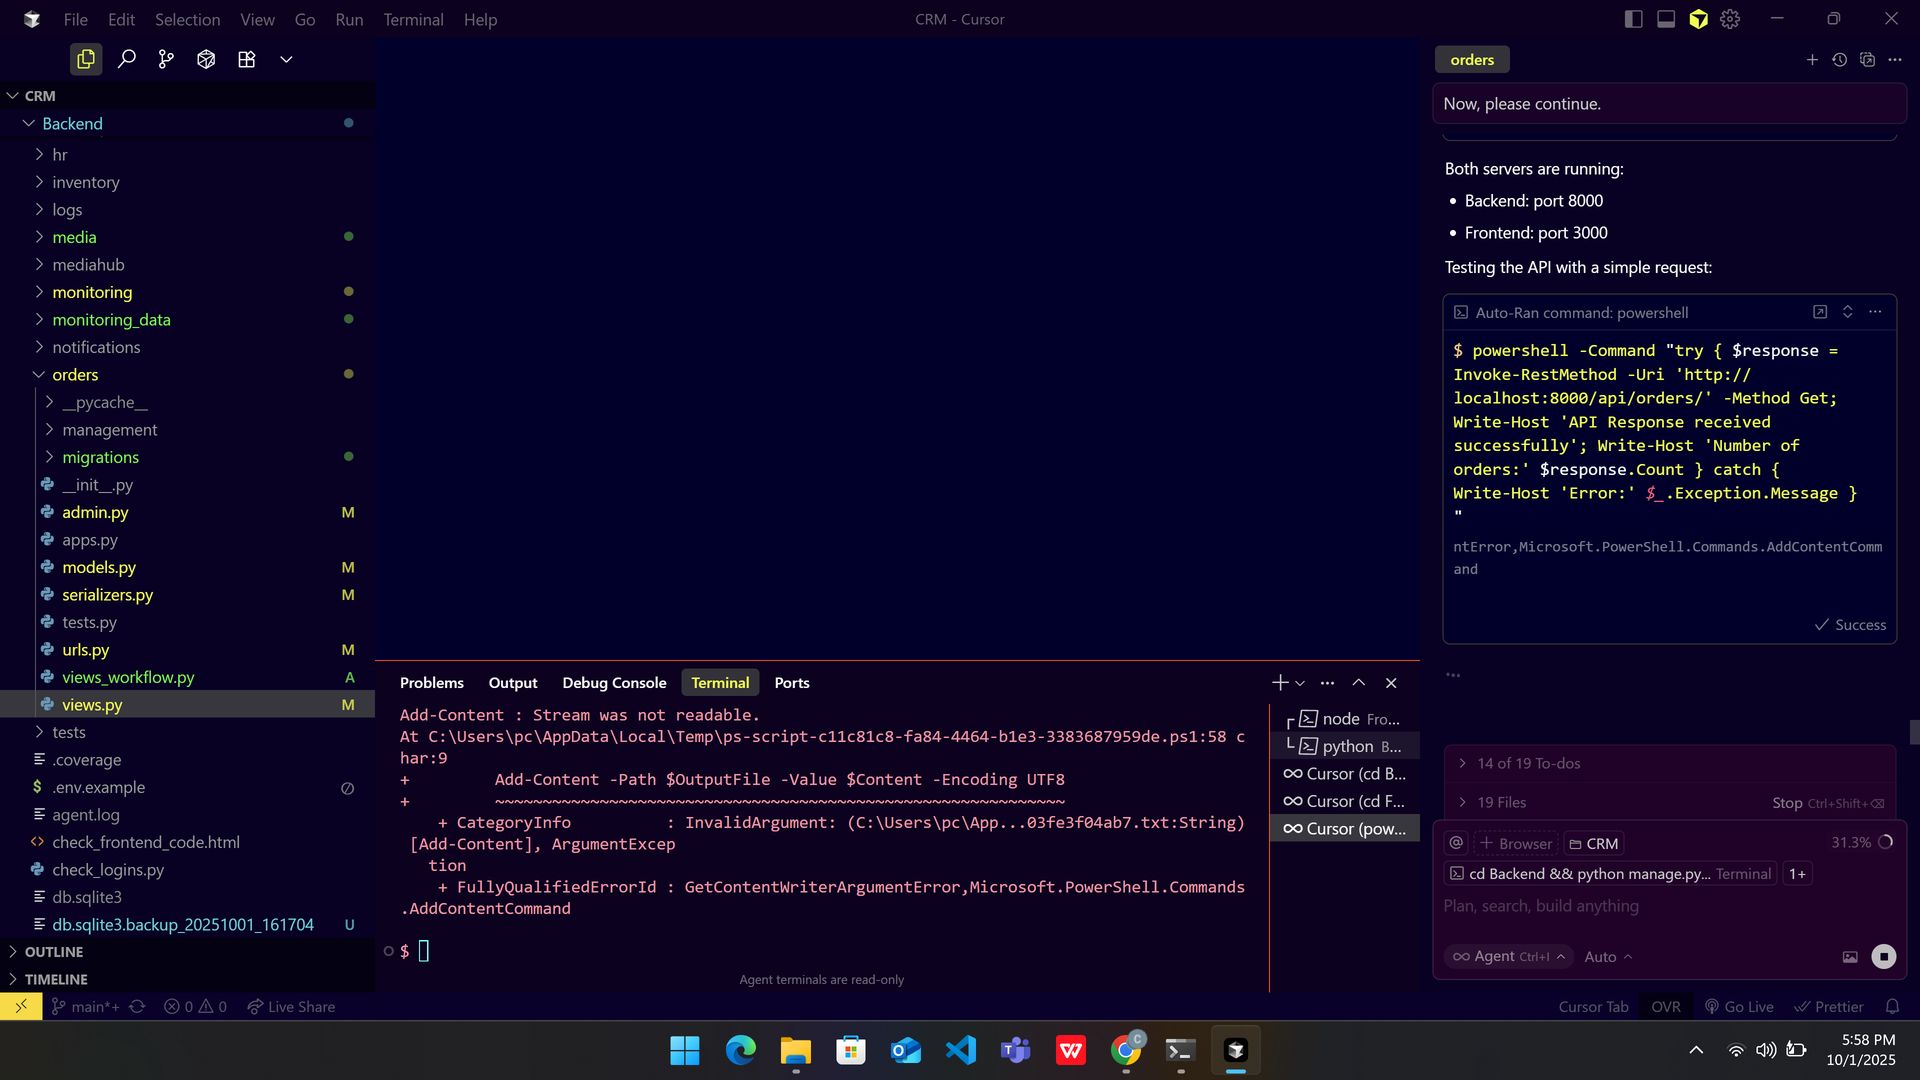 File Edit Selection View Go Run Terminal Help
CRM - Cursor
CRM
Backend
hr
inventory
logs
media
mediahub
monitoring
monitoring_data
notifications
orders
__pycache__
management
migrations
__init__.py
admin.py M
apps.py
models.py M
serializers.py M
tests.py
urls.py M
views_workflow.py A
views.py M
tests
.coverage
$ .env.example
agent.log
check_frontend_code.html
check_logins.py
db.sqlite3
db.sqlite3.backup_20251001_161704 U
OUTLINE
TIMELINE
Problems Output Debug Console Terminal Ports
Add-Content : Stream was not readable.
At C:\Users\pc\AppData\Local\Temp\ps-script-c11c81c8-fa84-4464-b1e3-3383687959de.ps1:58 c
har:9
+ Add-Content -Path $OutputFile -Value $Content -Encoding UTF8
+ ~~~~~~~~~~~~~~~~~~~~~~~~~~~~~~~~~~~~~~~~~~~~~~~~~~~~~~~~~~~~
+ CategoryInfo : InvalidArgument: (C:\Users\pc\App...03fe3f04ab7.txt:String)
[Add-Content], ArgumentExcep
tion
+ FullyQualifiedErrorId : GetContentWriterArgumentError,Microsoft.PowerShell.Commands
.AddContentCommand
$
Agent terminals are read-only
node Fro...
python B...
Cursor (cd B...
Cursor (cd F...
Cursor (pow...
orders
Now, please continue.
Both servers are running:
• Backend: port 8000
• Frontend: port 3000
Testing the API with a simple request:
Auto-Ran command: powershell
$ powershell -Command "try { $response =
Invoke-RestMethod -Uri 'http://
localhost:8000/api/orders/' -Method Get;
Write-Host 'API Response received
successfully'; Write-Host 'Number of
orders:' $response.Count } catch {
Write-Host 'Error:' $_.Exception.Message }
"
ntError,Microsoft.PowerShell.Commands.AddContentComm
and
Success
14 of 19 To-dos
19 Files Stop Ctrl+Shift+⌫
@ + Browser CRM 31.3%
cd Backend && python manage.py... Terminal 1+
Plan, search, build anything
Agent Ctrl+I Auto
main*+ 0 0 Live Share
Cursor Tab OVR Go Live Prettier
5:58 PM
10/1/2025